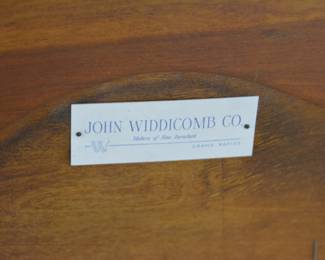 JOHN WIDDICOMB CO.
Makers of Fine Furniture
W
GRAND RAPIDS